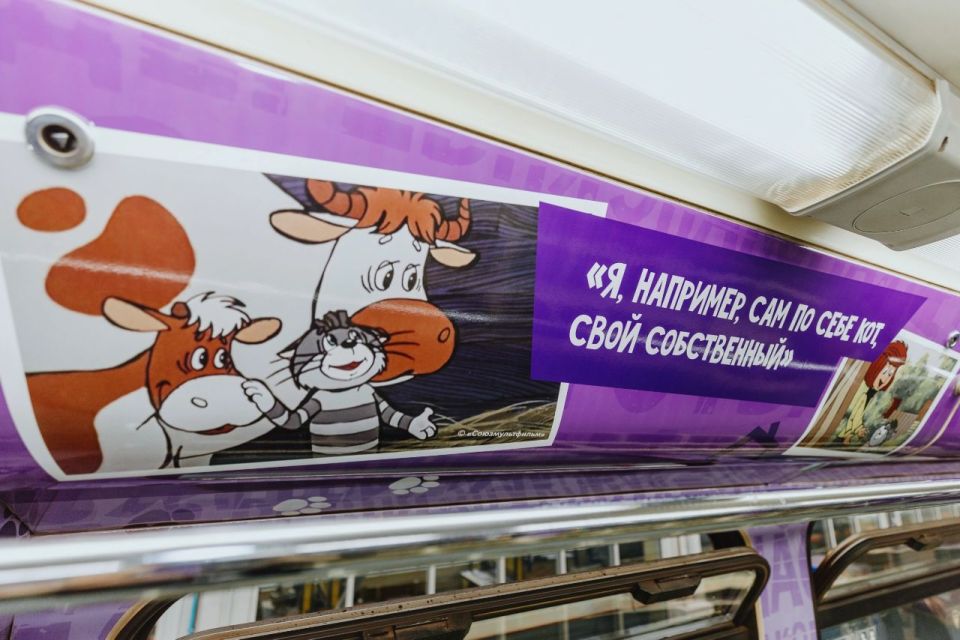 «Я, НАПРИМЕР, САМ ПО СЕБЕ КОТ,
СВОЙ СОБСТВЕННЫЙ»
© «Союзмультфильм»